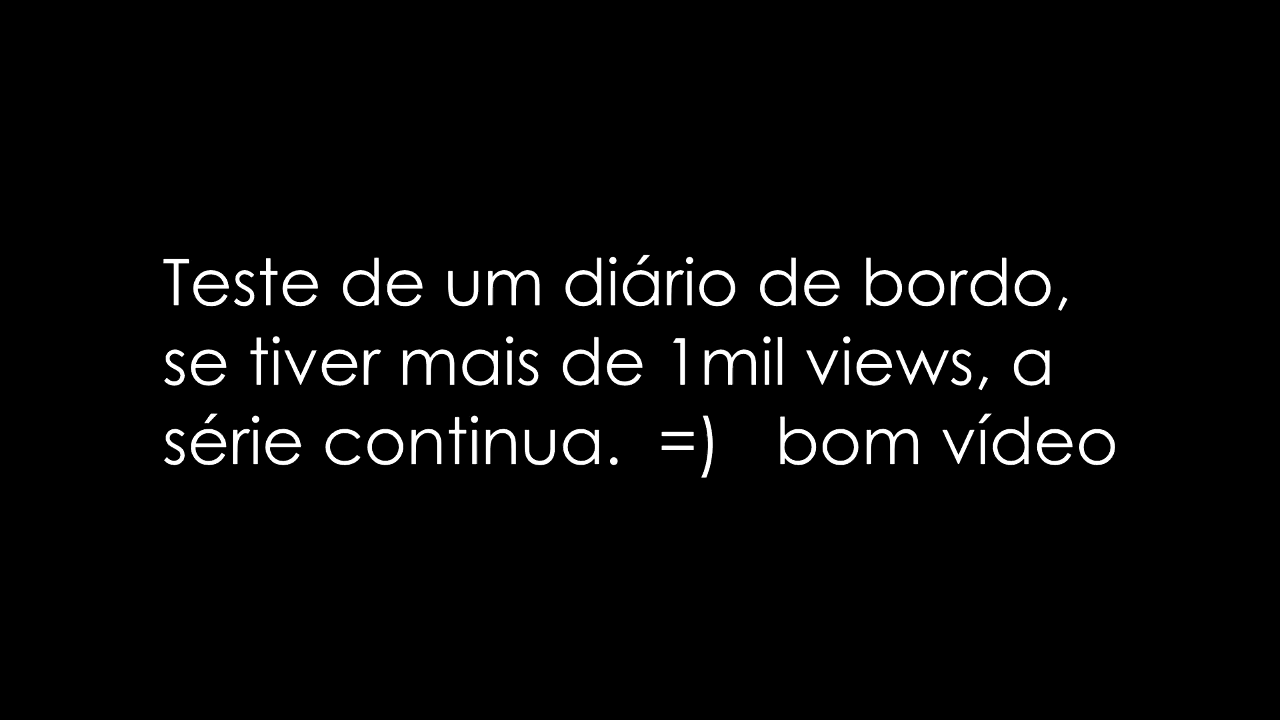 Teste de um diário de bordo,
se tiver mais de 1mil views, a
série continua.  =)   bom vídeo